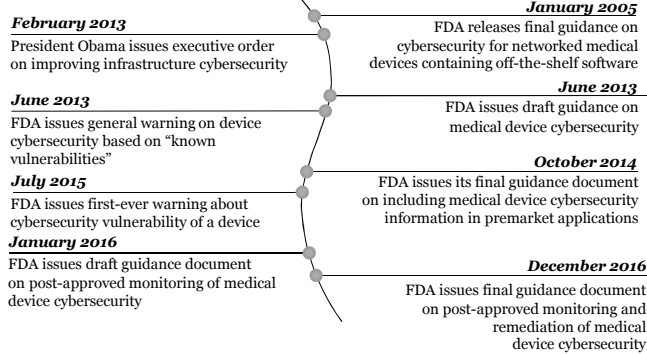 January 2005
FDA releases final guidance on
cybersecurity for networked medical
devices containing off-the-shelf software
February 2013
President Obama issues executive order
on improving infrastructure cybersecurity
June 2013
FDA issues draft guidance on
medical device cybersecurity
June 2013
FDA issues general warning on device
cybersecurity based on “known
vulnerabilities”
October 2014
FDA issues its final guidance document
on including medical device cybersecurity
information in premarket applications
July 2015
FDA issues first-ever warning about
cybersecurity vulnerability of a device
January 2016
FDA issues draft guidance document
on post-approved monitoring of medical
device cybersecurity
December 2016
FDA issues final guidance document
on post-approved monitoring and
remediation of medical
device cybersecurity